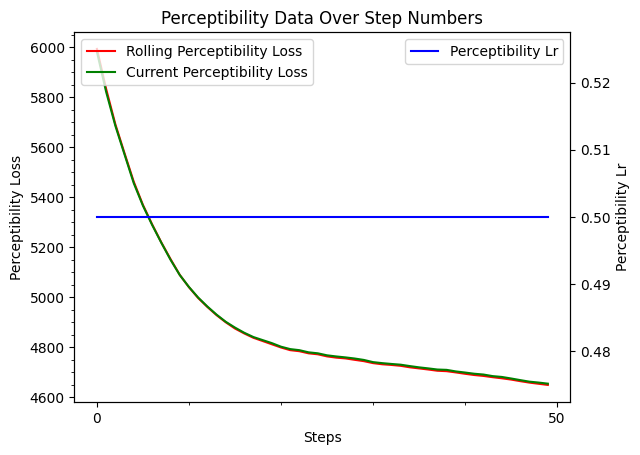 Perceptibility Data Over Step Numbers
Rolling Perceptibility Loss
Current Perceptibility Loss
Perceptibility Lr
6000
5800
5600
5400
5200
5000
4800
4600
Perceptibility Loss
0.52
0.51
0.50
0.49
0.48
Perceptibility Lr
0
50
Steps